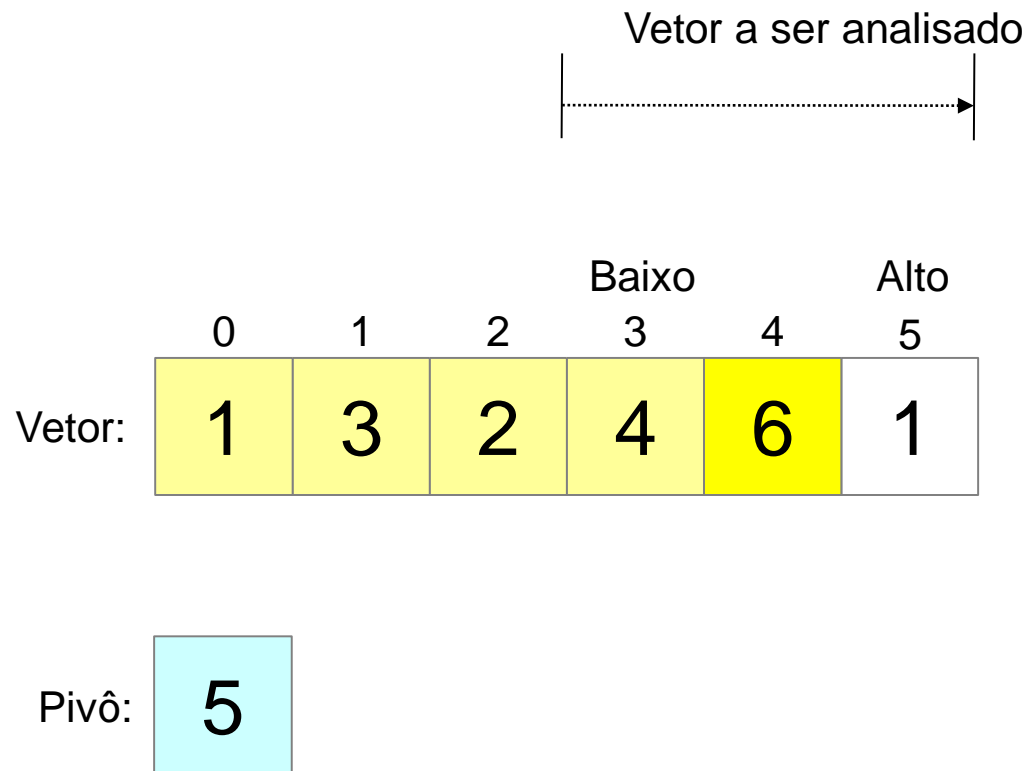 Vetor a ser analisado
Baixo Alto
0 1 2 3 4 5
Vetor: 1 3 2 4 6 1
Pivô: 5